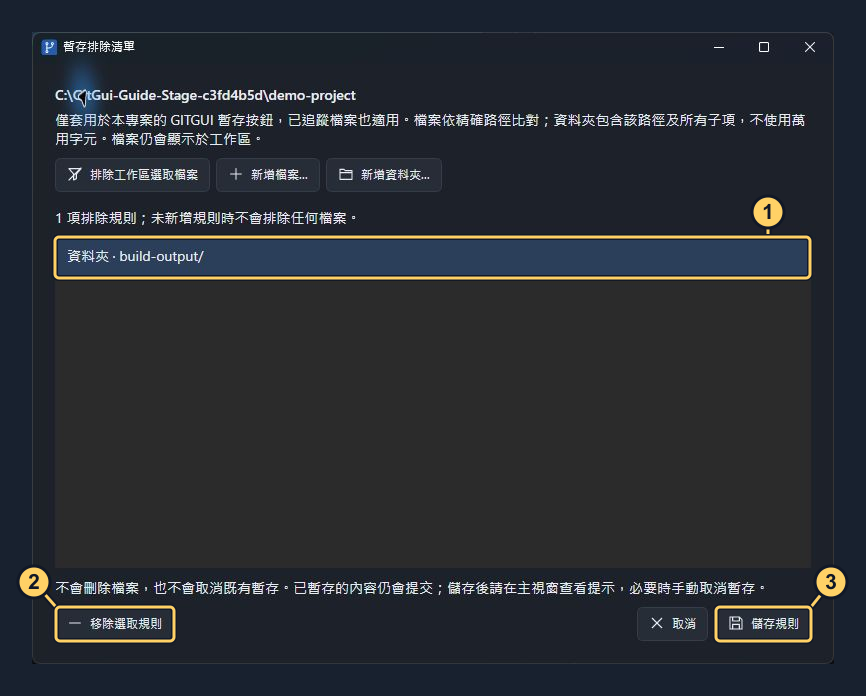 暫存排除清單
C:\GitGui-Guide-Stage-c3fd4b5d\demo-project
僅套用於本專案的 GITGUI 暫存按鈕，已追蹤檔案也適用。檔案依精確路徑比對；資料夾包含該路徑及所有子項，不使用萬
用字元。檔案仍會顯示於工作區。
排除工作區選取檔案 新增檔案... 新增資料夾...
1 項排除規則；未新增規則時不會排除任何檔案。
1
資料夾 · build-output/
2
不會刪除檔案，也不會取消既有暫存。已暫存的內容仍會提交；儲存後請在主視窗查看提示，必要時手動取消暫存。
3
移除選取規則 取消 儲存規則